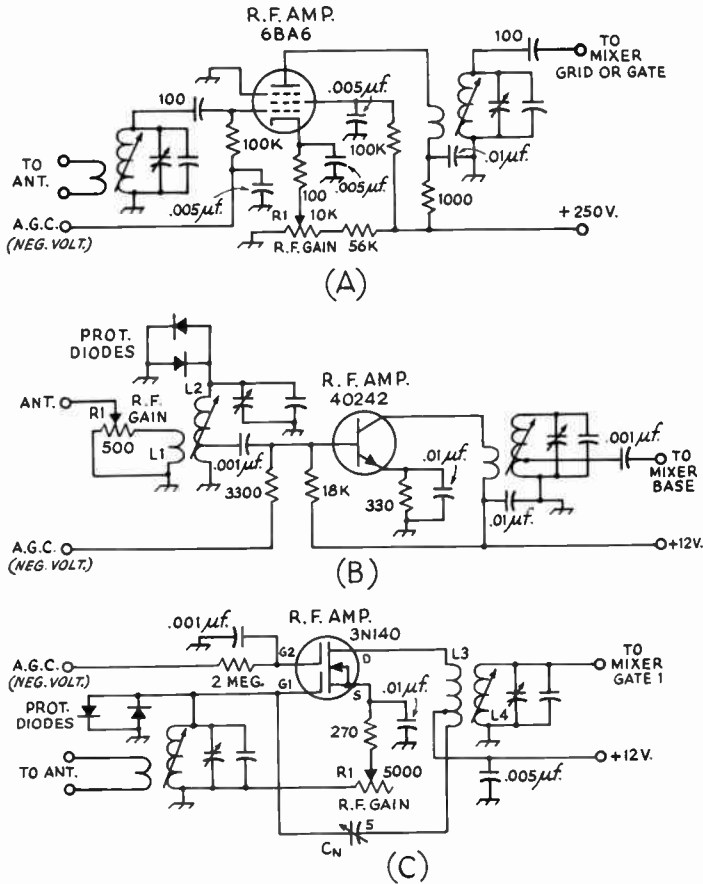 R.F. AMP.
6BA6
100
TO
MIXER
GRID OR GATE
.005µf.
100
100K
100K
.01µf.
TO
ANT.
.005µf.
.005µf.
100
1000
A.G.C.
(NEG. VOLT.)
R1
10K
R.F. GAIN
56K
+250V.
(A)
PROT.
DIODES
R.F. AMP.
40242
L2
ANT.
R1
R.F.
GAIN
500
L1
.001µf.
.01µf.
.001µf.
TO
MIXER
BASE
3300
18K
330
.01µf.
A.G.C.
(NEG. VOLT.)
+12V.
(B)
R.F. AMP.
3N140
.001µf.
G2
D
L3
TO
MIXER
GATE 1
A.G.C.
(NEG. VOLT.)
2 MEG.
G1
S
.01µf.
L4
PROT.
DIODES
270
+12V.
TO ANT.
R1
5000
R.F. GAIN
.005µf.
5
CN
(C)